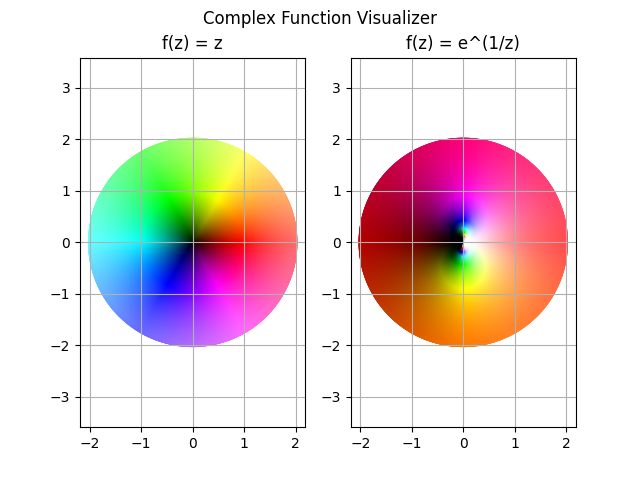 Complex Function Visualizer
f(z) = z
f(z) = e^(1/z)
3
2
1
0
−1
−2
−3
−2 −1 0 1 2
3
2
1
0
−1
−2
−3
−2 −1 0 1 2